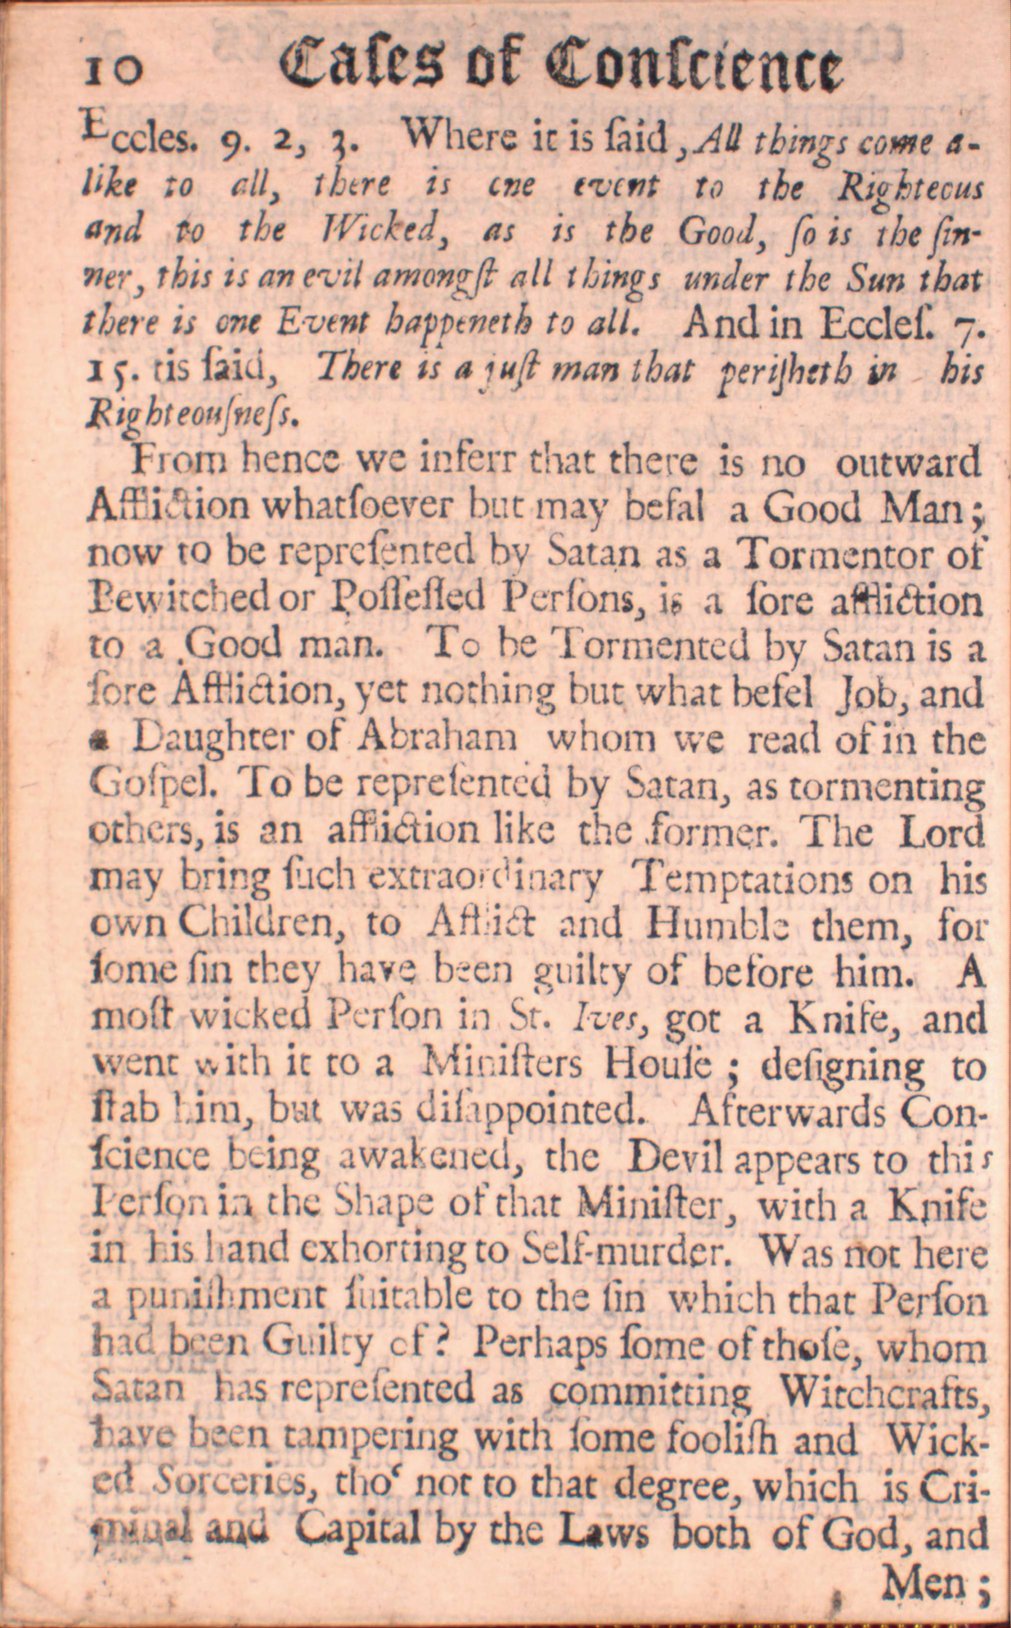 10 Caſes of Conſcience
Eccles. 9. 2, 3. Where it is ſaid, All things come a-
like to all, there is one event to the Righteous
and to the Wicked, as is the Good, ſo is the ſin-
ner, this is an evil amongſt all things under the Sun that
there is one Event happeneth to all. And in Eccleſ. 7.
15. tis ſaid, There is a juſt man that periſheth in his
Righteouſneſs.
From hence we inferr that there is no outward
Affliction whatſoever but may befal a Good Man;
now to be repreſented by Satan as a Tormentor of
Bewitched or Poſſeſſed Perſons, is a ſore affliction
to a Good man. To be Tormented by Satan is a
ſore Affliction, yet nothing but what befel Job, and
a Daughter of Abraham whom we read of in the
Goſpel. To be repreſented by Satan, as tormenting
others, is an affliction like the former. The Lord
may bring ſuch extraordinary Temptations on his
own Children, to Afflict and Humble them, for
ſome ſin they have been guilty of before him. A
moſt wicked Perſon in St. Ives, got a Knife, and
went with it to a Miniſters Houſe; deſigning to
ſtab him, but was diſappointed. Afterwards Con-
ſcience being awakened, the Devil appears to this
Perſon in the Shape of that Miniſter, with a Knife
in his hand exhorting to Self-murder. Was not here
a puniſhment ſuitable to the ſin which that Perſon
had been Guilty of? Perhaps ſome of thoſe, whom
Satan has repreſented as committing Witchcrafts,
have been tampering with ſome fooliſh and Wick-
ed Sorceries, tho‘ not to that degree, which is Cri-
minal and Capital by the Laws both of God, and
Men;